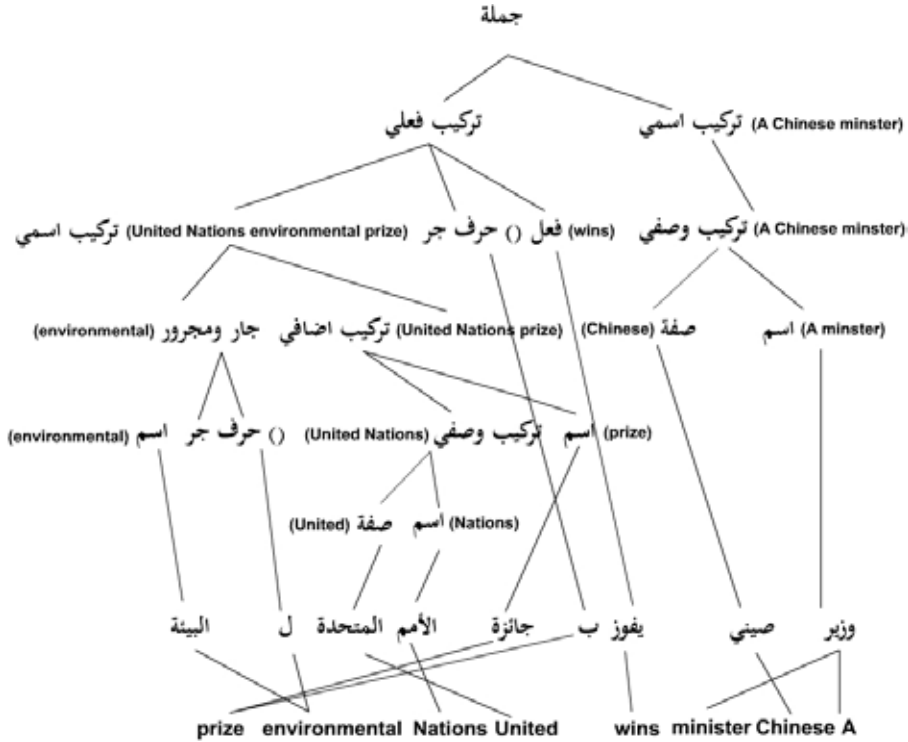 جملة
(A Chinese minster) تركيب اسمي تركيب فعلي
(A Chinese minster) تركيب وصفي (wins) فعل () حرف جر (United Nations environmental prize) تركيب اسمي
(A minster) اسم صفة (Chinese) (United Nations prize) تركيب اضافي جار ومجرور (environmental)
(prize) اسم تركيب وصفي (United Nations) () حرف جر اسم (environmental)
(Nations) اسم صفة (United)
وزير صيني يفوز ب جائزة الأمم المتحدة ل البيئة
A Chinese minister wins United Nations environmental prize